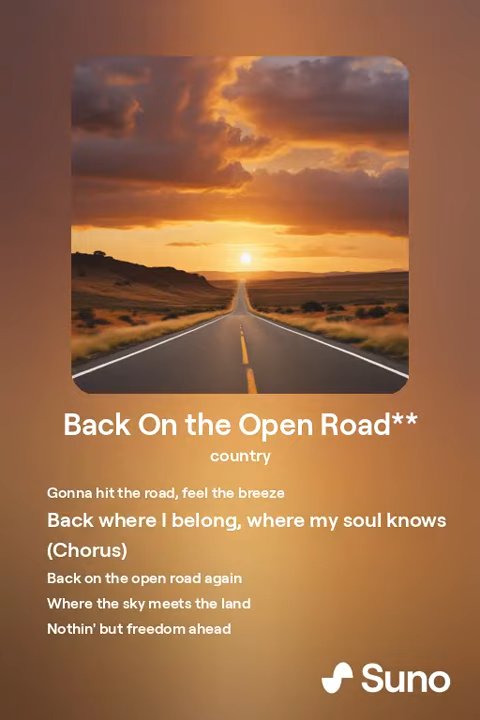 Back On the Open Road**
country
Gonna hit the road, feel the breeze
Back where I belong, where my soul knows
(Chorus)
Back on the open road again
Where the sky meets the land
Nothin' but freedom ahead
Suno